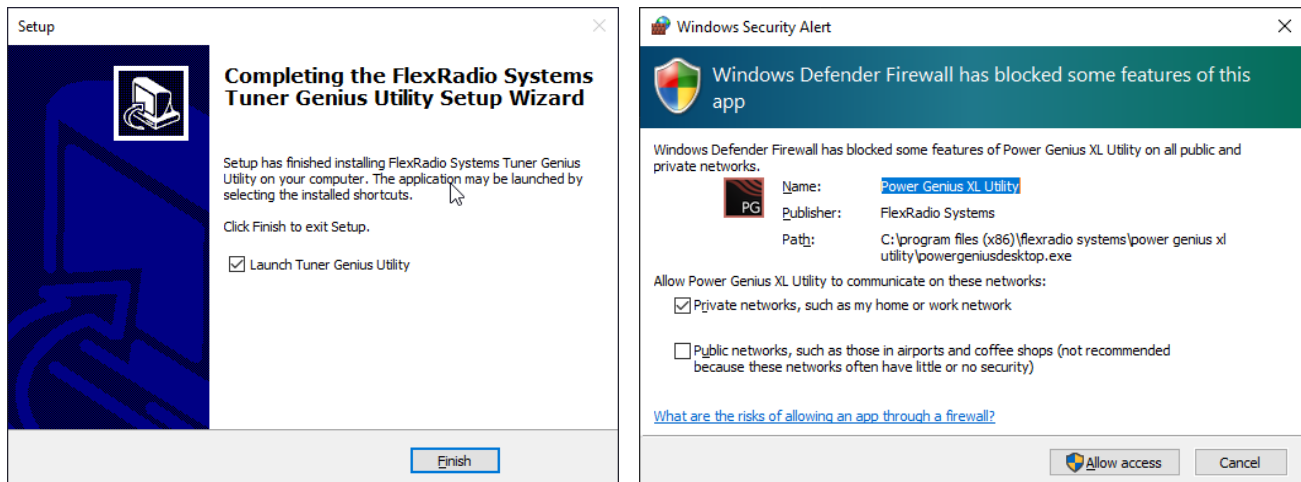 Setup
Completing the FlexRadio Systems
Tuner Genius Utility Setup Wizard
Setup has finished installing FlexRadio Systems Tuner Genius
Utility on your computer. The application may be launched by
selecting the installed shortcuts.
Click Finish to exit Setup.
Launch Tuner Genius Utility
Finish
Windows Security Alert
Windows Defender Firewall has blocked some features of this
app
Windows Defender Firewall has blocked some features of Power Genius XL Utility on all public and
private networks.
PG
Name: Power Genius XL Utility
Publisher: FlexRadio Systems
Path: C:\program files (x86)\flexradio systems\power genius xl
utility\powergeniusdesktop.exe
Allow Power Genius XL Utility to communicate on these networks:
Private networks, such as my home or work network
Public networks, such as those in airports and coffee shops (not recommended
because these networks often have little or no security)
What are the risks of allowing an app through a firewall?
Allow access
Cancel